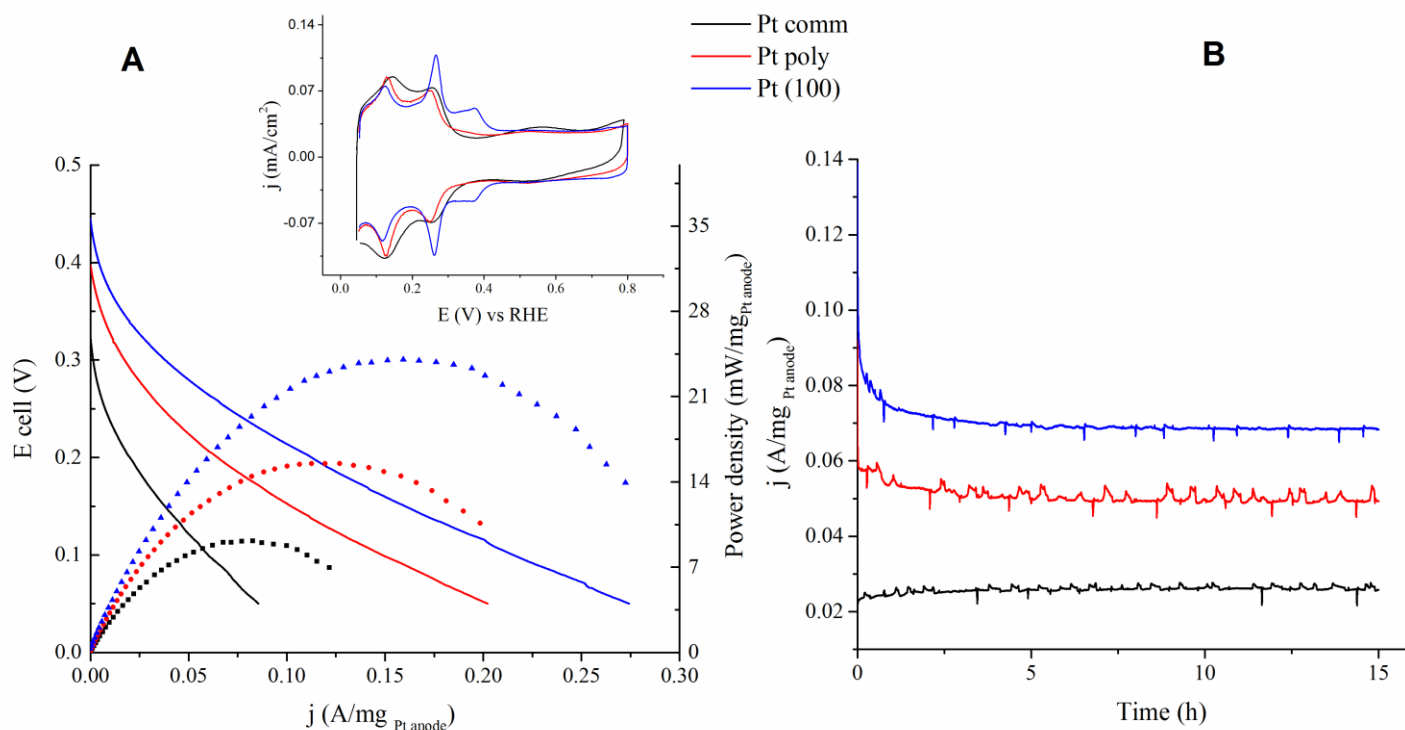 A
Pt comm
Pt poly
Pt (100)
B
0.14
0.07
0.00
-0.07
j (mA/cm²)
0.0 0.2 0.4 0.6 0.8
E (V) vs RHE
0.5
0.4
0.3
0.2
0.1
0.0
E cell (V)
0.00 0.05 0.10 0.15 0.20 0.25 0.30
j (A/mg Pt anode)
35
28
21
14
7
0
Power density (mW/mg Pt anode)
0.14
0.12
0.10
0.08
0.06
0.04
0.02
j (A/mg Pt anode)
0 5 10 15
Time (h)